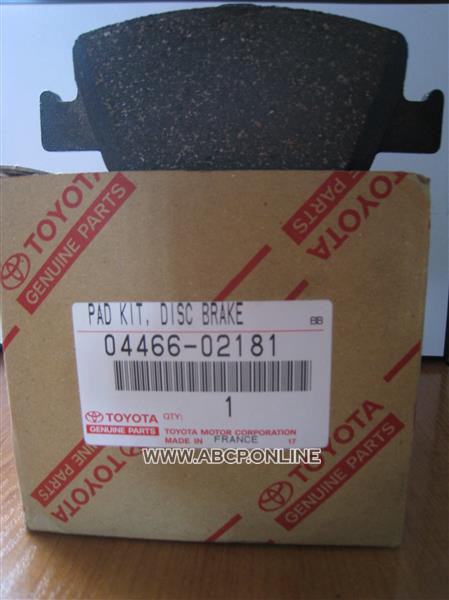 TOYOTA
GENUINE PARTS
TOYOTA
GENUINE PARTS
PAD KIT, DISC BRAKE
BB
04466-02181
TOYOTA
GENUINE PARTS
QTY:
1
TOYOTA MOTOR CORPORATION
MADE IN FRANCE 17
WWW.ABCP.ONLINE
TOYOTA
GENUINE PARTS
TOYOTA
GENUINE PARTS